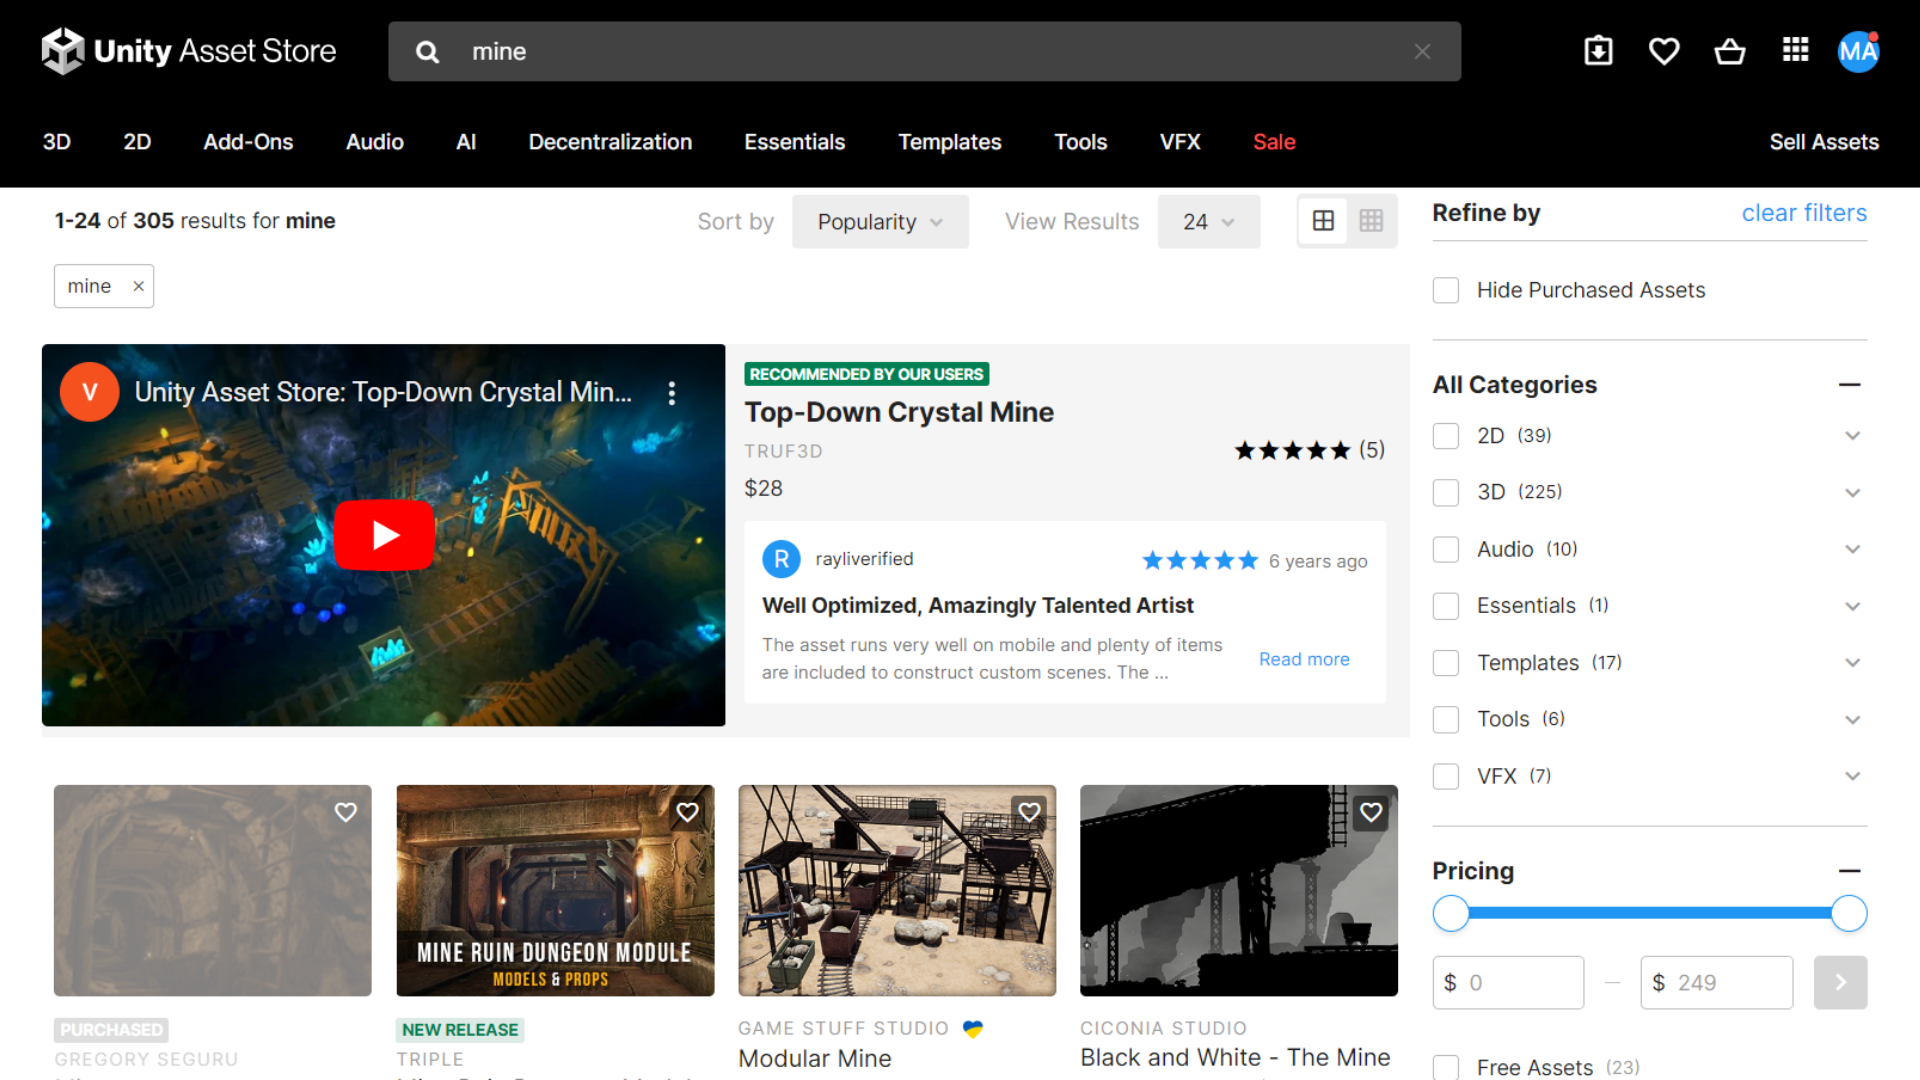 Unity Asset Store
mine
MA
3D 2D Add-Ons Audio AI Decentralization Essentials Templates Tools VFX Sale Sell Assets
1-24 of 305 results for mine
Sort by Popularity View Results 24
mine ×
V Unity Asset Store: Top-Down Crystal Min...
RECOMMENDED BY OUR USERS
Top-Down Crystal Mine
TRUF3D (5)
$28
R rayliverified 6 years ago
Well Optimized, Amazingly Talented Artist
The asset runs very well on mobile and plenty of items
are included to construct custom scenes. The ...
Read more
MINE RUIN DUNGEON MODULE
MODELS & PROPS
PURCHASED
GREGORY SEGURU
NEW RELEASE
TRIPLE
GAME STUFF STUDIO
Modular Mine
CICONIA STUDIO
Black and White - The Mine
Refine by clear filters
Hide Purchased Assets
All Categories
2D (39)
3D (225)
Audio (10)
Essentials (1)
Templates (17)
Tools (6)
VFX (7)
Pricing
$ 0 — $ 249
Free Assets (23)